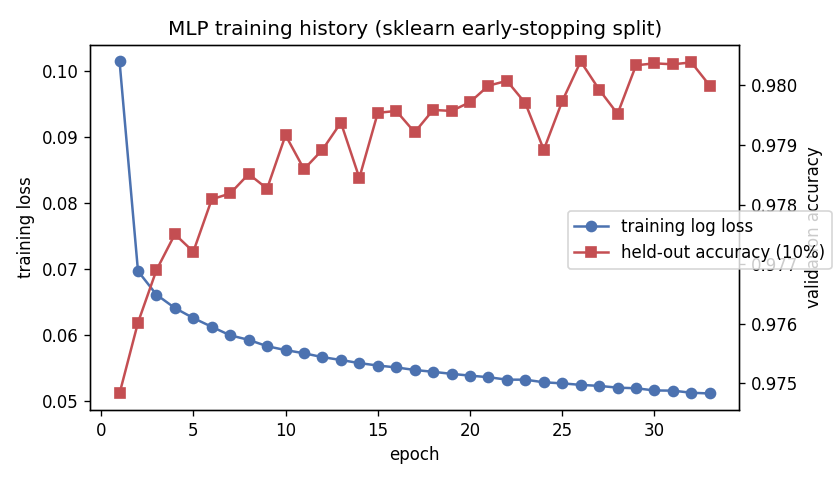 MLP training history (sklearn early-stopping split)
training loss
0.10
0.09
0.08
0.07
0.06
0.05
0.980
0.979
0.978
0.977
0.976
0.975
validation accuracy
training log loss
held-out accuracy (10%)
0 5 10 15 20 25 30
epoch